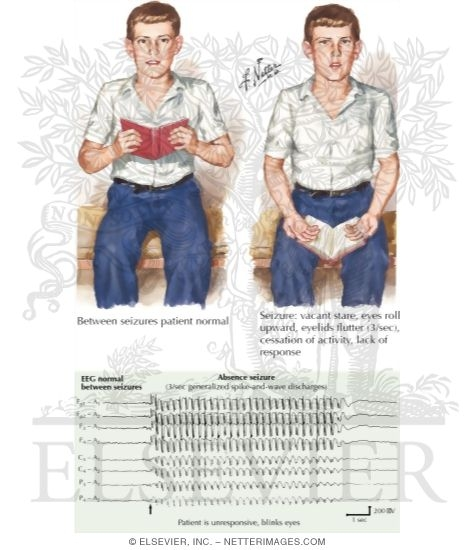 F. Netter
Between seizures patient normal
Seizure: vacant stare, eyes roll
upward, eyelids flutter (3/sec),
cessation of activity, lack of
response
EEG normal
between seizures
Absence seizure
(3/sec generalized spike-and-wave discharges)
200
1 sec
Patient is unresponsive, blinks eyes
ELSEVIER
© ELSEVIER, INC. – NETTERIMAGES.COM